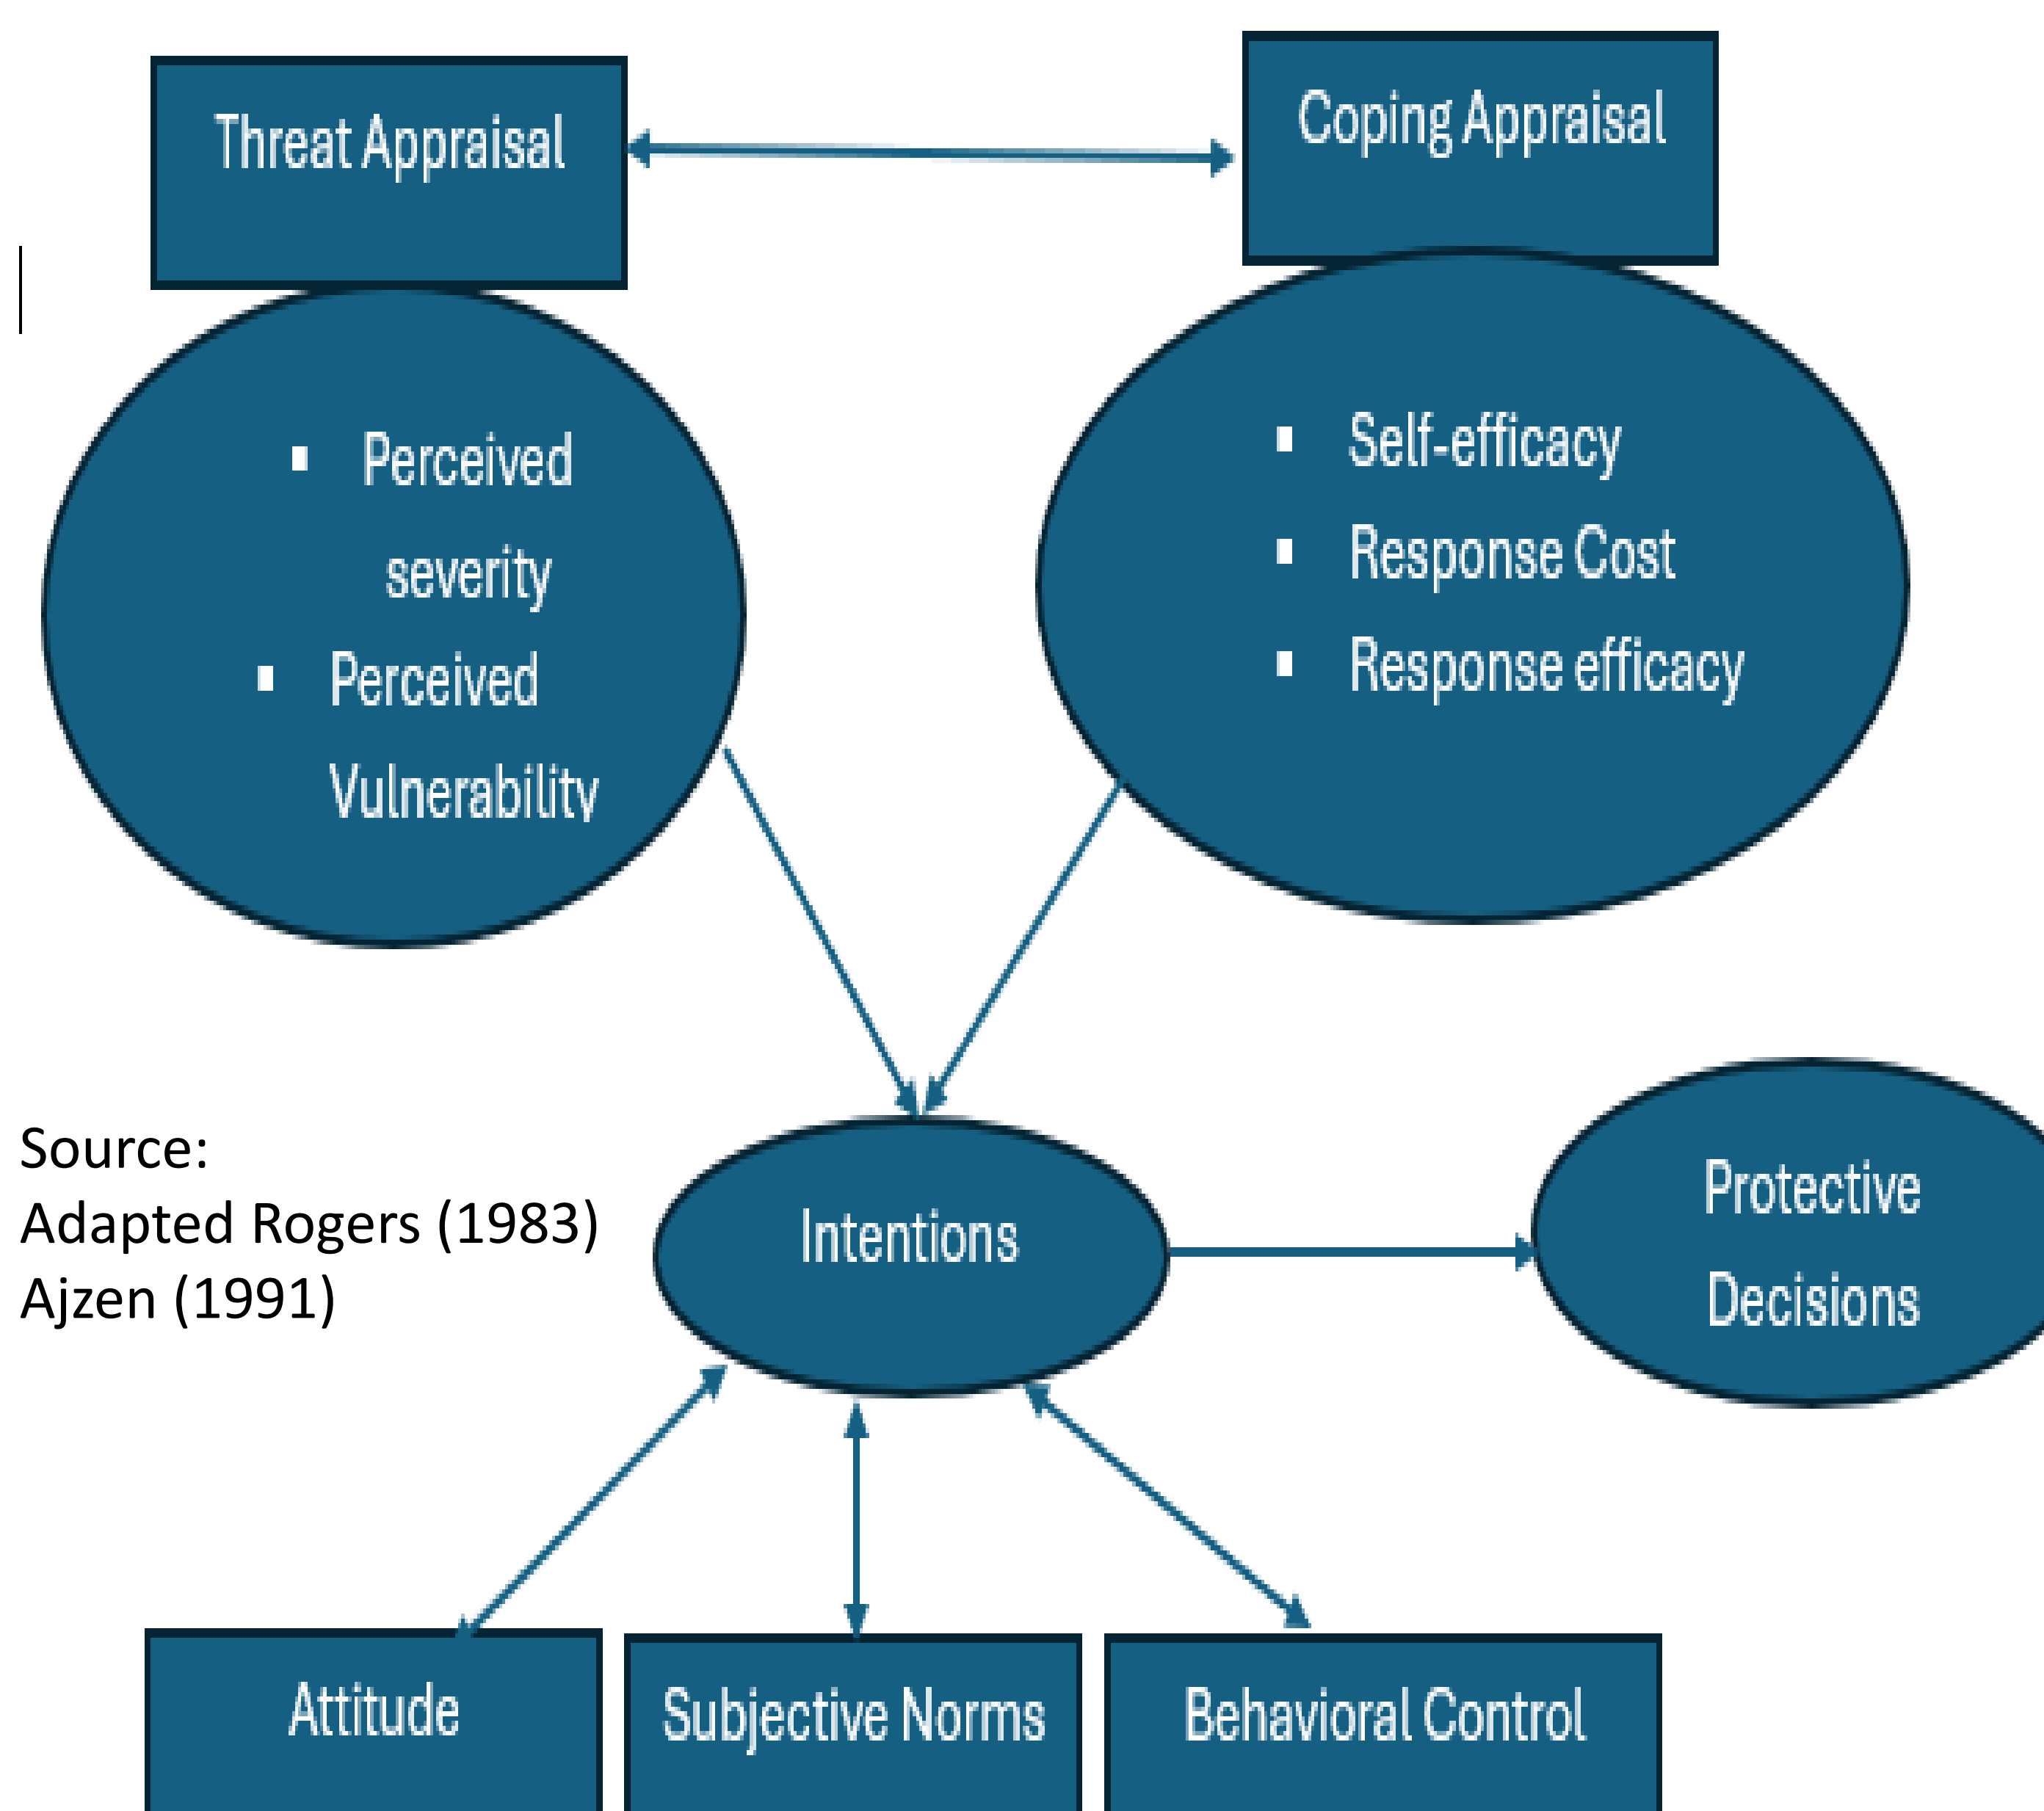 Threat Appraisal
Coping Appraisal
▪ Perceived
severity
▪ Perceived
Vulnerability
▪ Self-efficacy
▪ Response Cost
▪ Response efficacy
Source:
Adapted Rogers (1983)
Ajzen (1991)
Intentions
Protective
Decisions
Attitude
Subjective Norms
Behavioral Control